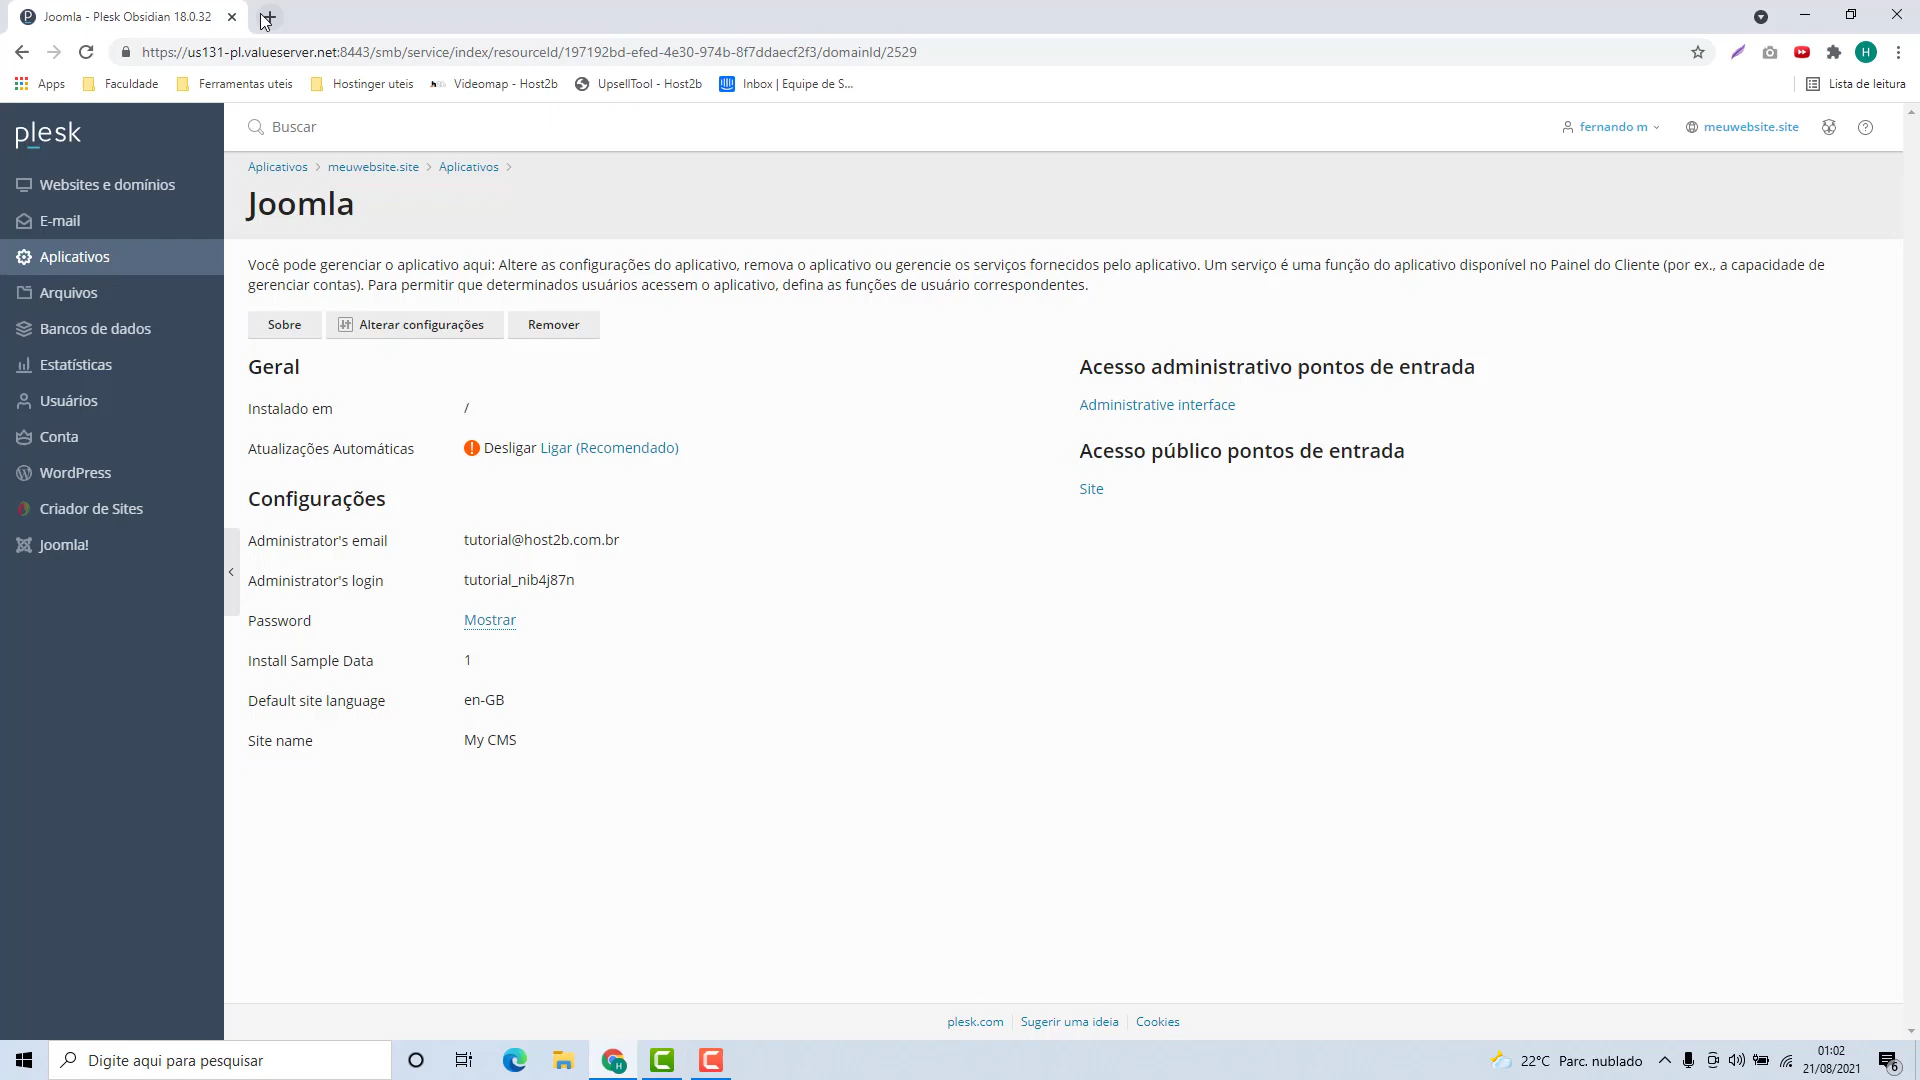 Joomla - Plesk Obsidian 18.0.32
https://us131-pl.valueserver.net:8443/smb/service/index/resourceId/197192bd-efed-4e30-974b-8f7ddaecf2f3/domainId/2529
H
Apps
Faculdade
Ferramentas uteis
Hostinger uteis
Videomap - Host2b
UpsellTool - Host2b
Inbox | Equipe de S...
Lista de leitura
plesk
Buscar
fernando m
meuwebsite.site
Websites e domínios
E-mail
Aplicativos
Arquivos
Bancos de dados
Estatísticas
Usuários
Conta
WordPress
Criador de Sites
Joomla!
Aplicativos > meuwebsite.site > Aplicativos >
Joomla
Você pode gerenciar o aplicativo aqui: Altere as configurações do aplicativo, remova o aplicativo ou gerencie os serviços fornecidos pelo aplicativo. Um serviço é uma função do aplicativo disponível no Painel do Cliente (por ex., a capacidade de
gerenciar contas). Para permitir que determinados usuários acessem o aplicativo, defina as funções de usuário correspondentes.
Sobre
Alterar configurações
Remover
Geral
Instalado em /
Atualizações Automáticas Desligar Ligar (Recomendado)
Configurações
Administrator's email tutorial@host2b.com.br
Administrator's login tutorial_nib4j87n
Password Mostrar
Install Sample Data 1
Default site language en-GB
Site name My CMS
Acesso administrativo pontos de entrada
Administrative interface
Acesso público pontos de entrada
Site
plesk.com
Sugerir uma ideia
Cookies
Digite aqui para pesquisar
22°C Parc. nublado
01:02
21/08/2021
6